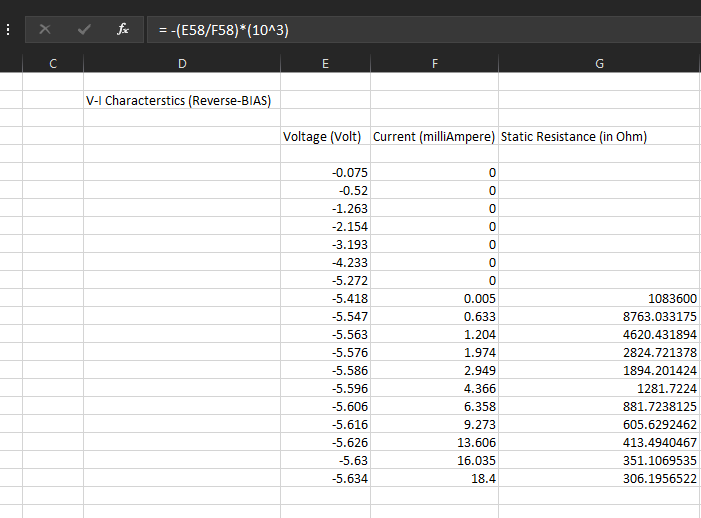 fx = -(E58/F58)*(10^3)
C D E F G
V-I Characterstics (Reverse-BIAS)
Voltage (Volt) Current (milliAmpere) Static Resistance (in Ohm)
-0.075 0
-0.52 0
-1.263 0
-2.154 0
-3.193 0
-4.233 0
-5.272 0
-5.418 0.005 1083600
-5.547 0.633 8763.033175
-5.563 1.204 4620.431894
-5.576 1.974 2824.721378
-5.586 2.949 1894.201424
-5.596 4.366 1281.7224
-5.606 6.358 881.7238125
-5.616 9.273 605.6292462
-5.626 13.606 413.4940467
-5.63 16.035 351.1069535
-5.634 18.4 306.1956522